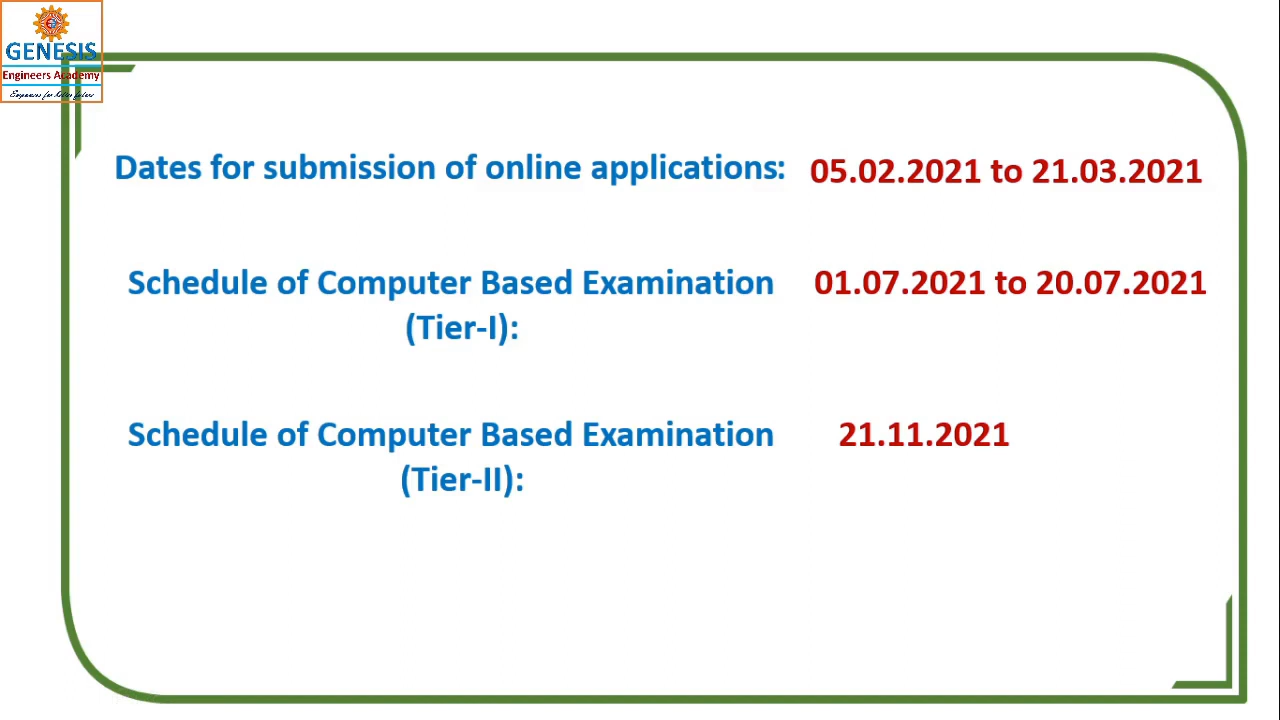 GENESIS
Engineers Academy
Dates for submission of online applications: 05.02.2021 to 21.03.2021
Schedule of Computer Based Examination 01.07.2021 to 20.07.2021
(Tier-I):
Schedule of Computer Based Examination 21.11.2021
(Tier-II):